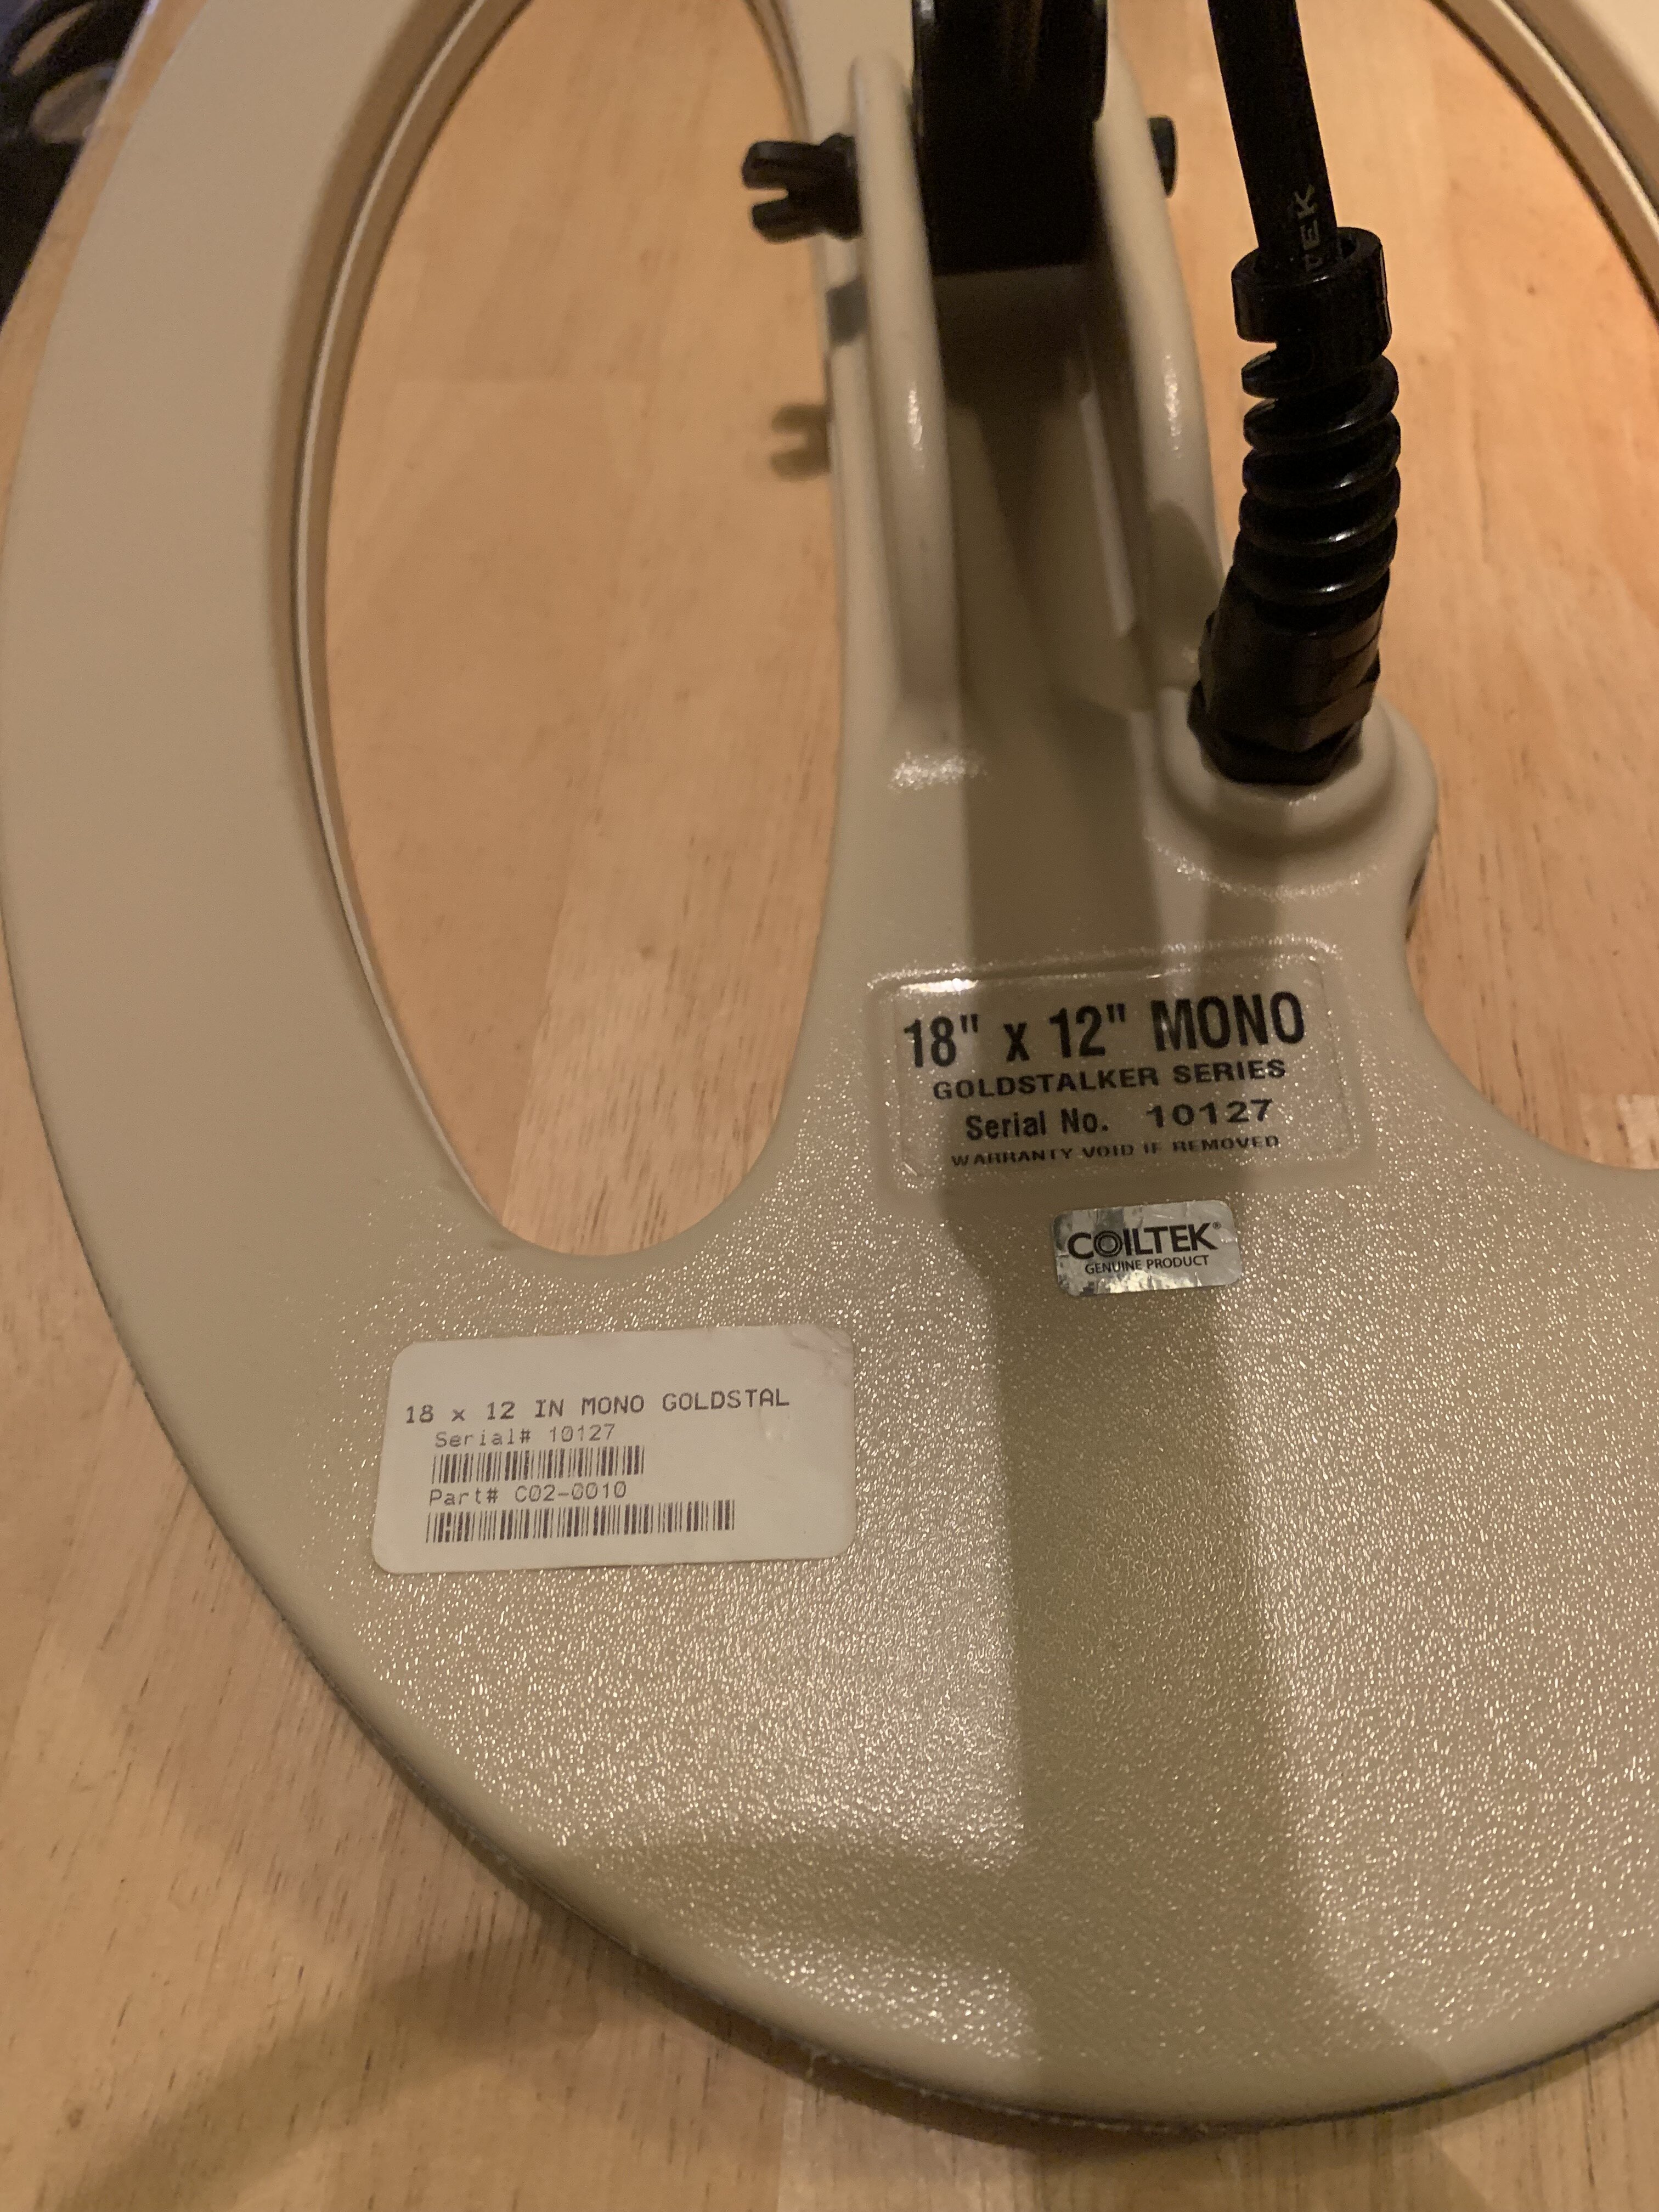 TEK
18" x 12" MONO
GOLDSTALKER SERIES
Serial No. 10127
WARRANTY VOID IF REMOVED
COILTEK®
GENUINE PRODUCT
18 x 12 IN MONO GOLDSTAL
Serial# 10127
Part# C02-0010